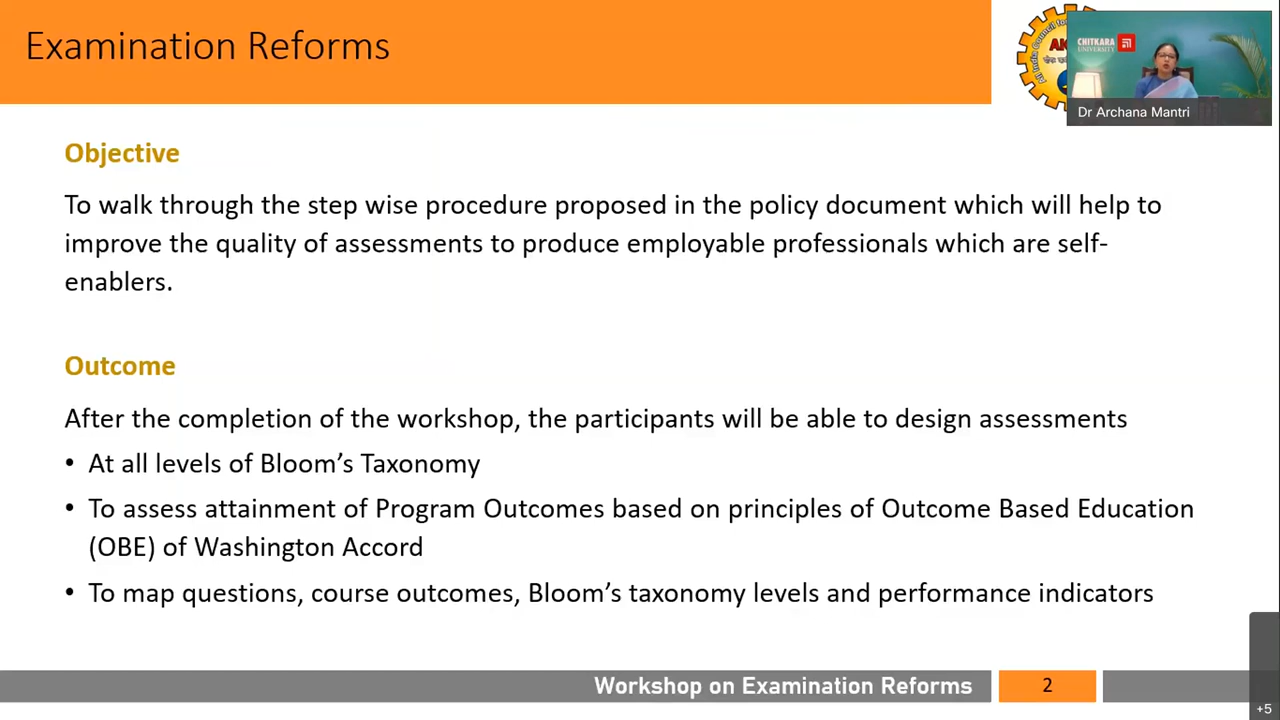 Examination Reforms
CHITKARA
UNIVERSITY
Dr Archana Mantri
Objective
To walk through the step wise procedure proposed in the policy document which will help to
improve the quality of assessments to produce employable professionals which are self-
enablers.
Outcome
After the completion of the workshop, the participants will be able to design assessments
• At all levels of Bloom’s Taxonomy
• To assess attainment of Program Outcomes based on principles of Outcome Based Education
(OBE) of Washington Accord
• To map questions, course outcomes, Bloom’s taxonomy levels and performance indicators
Workshop on Examination Reforms
2
+5